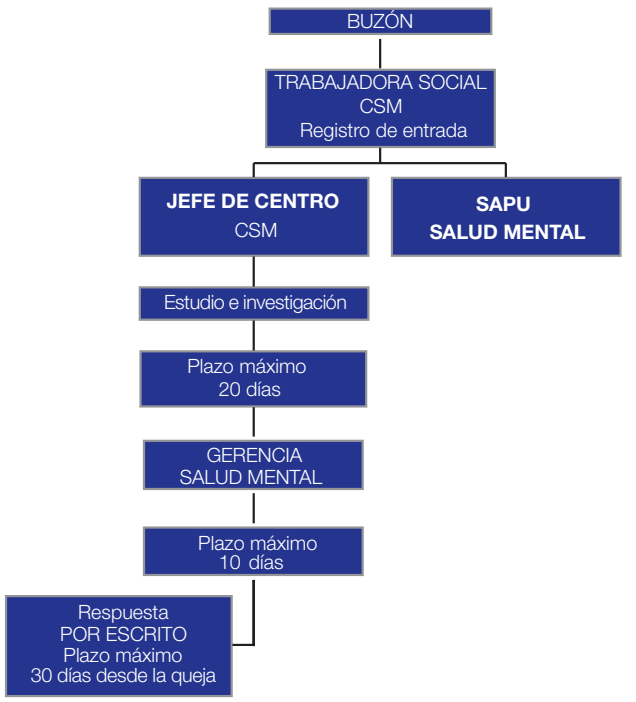 BUZÓN
TRABAJADORA SOCIAL
CSM
Registro de entrada
JEFE DE CENTRO
CSM
SAPU
SALUD MENTAL
Estudio e investigación
Plazo máximo
20 días
GERENCIA
SALUD MENTAL
Plazo máximo
10 días
Respuesta
POR ESCRITO
Plazo máximo
30 días desde la queja